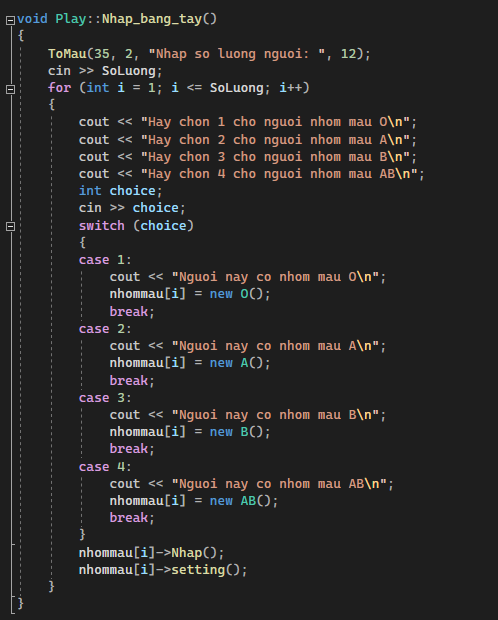 void Play::Nhap_bang_tay()
{
ToMau(35, 2, "Nhap so luong nguoi: ", 12);
cin >> SoLuong;
for (int i = 1; i <= SoLuong; i++)
{
cout << "Hay chon 1 cho nguoi nhom mau O\n";
cout << "Hay chon 2 cho nguoi nhom mau A\n";
cout << "Hay chon 3 cho nguoi nhom mau B\n";
cout << "Hay chon 4 cho nguoi nhom mau AB\n";
int choice;
cin >> choice;
switch (choice)
{
case 1:
cout << "Nguoi nay co nhom mau O\n";
nhommau[i] = new O();
break;
case 2:
cout << "Nguoi nay co nhom mau A\n";
nhommau[i] = new A();
break;
case 3:
cout << "Nguoi nay co nhom mau B\n";
nhommau[i] = new B();
break;
case 4:
cout << "Nguoi nay co nhom mau AB\n";
nhommau[i] = new AB();
break;
}
nhommau[i]->Nhap();
nhommau[i]->setting();
}
}